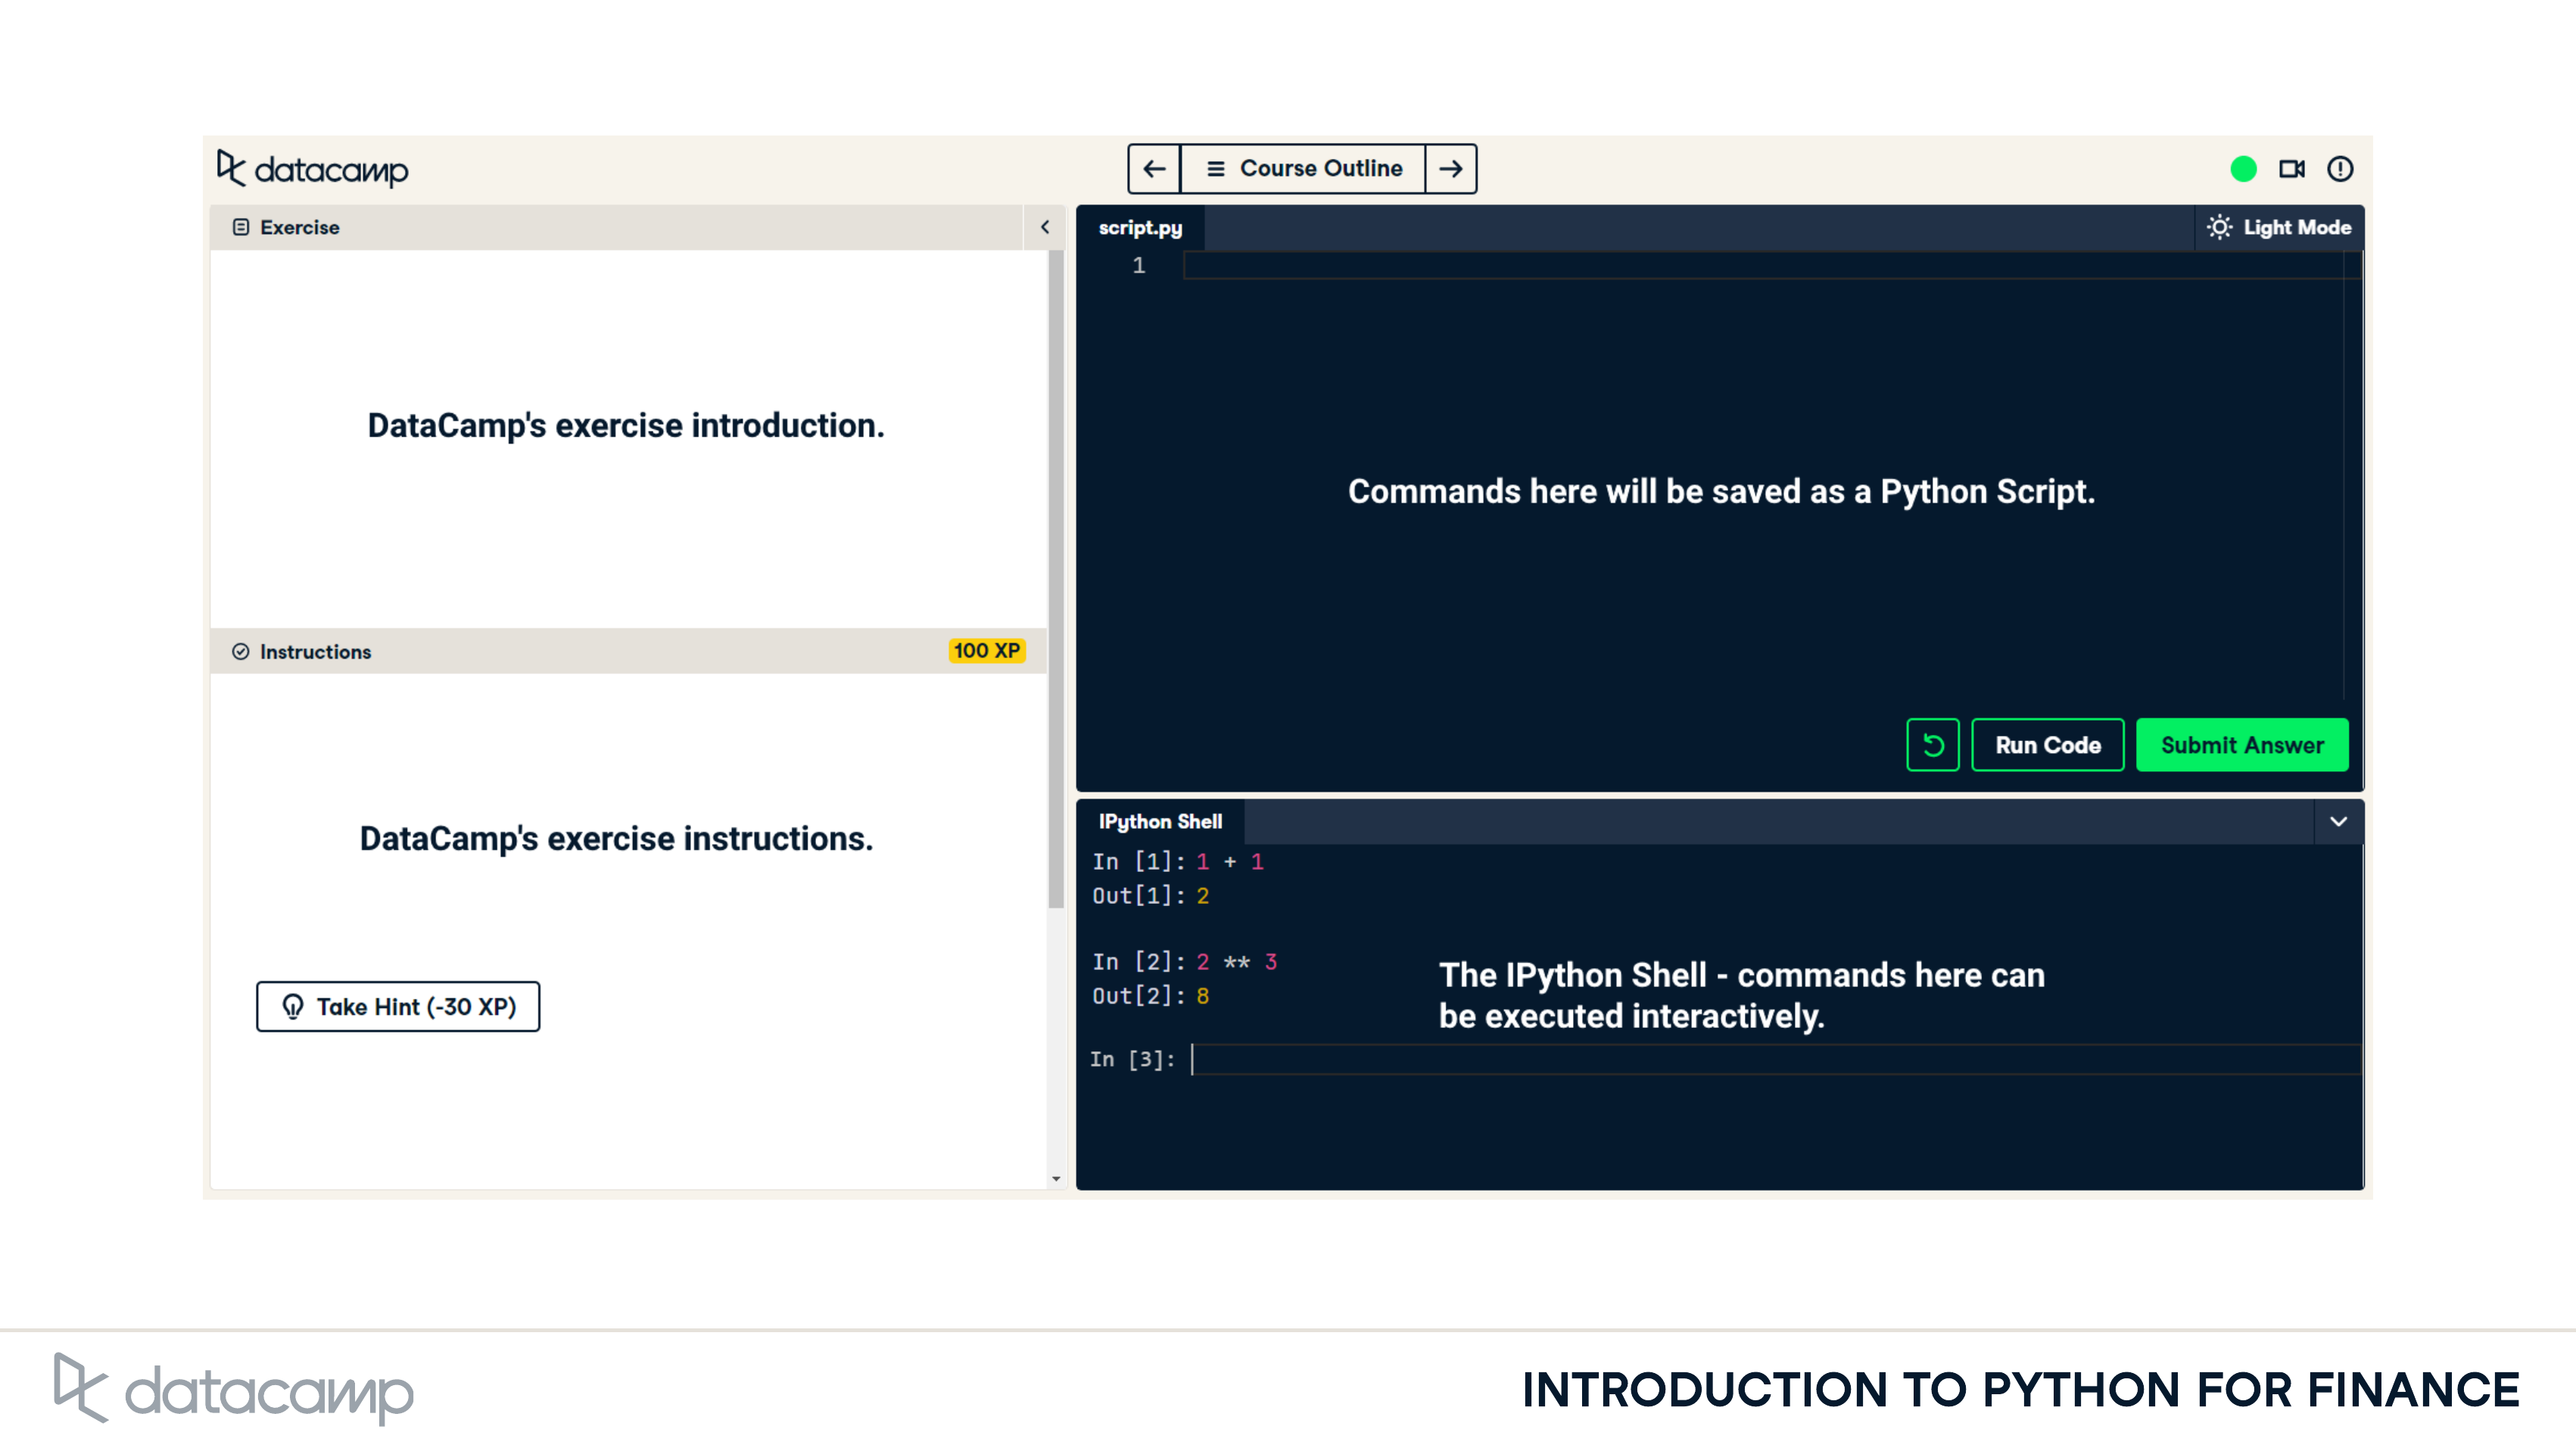 datacamp
Course Outline
Exercise
DataCamp's exercise introduction.
Instructions
100 XP
DataCamp's exercise instructions.
Take Hint (-30 XP)
script.py
Light Mode
1
Commands here will be saved as a Python Script.
Run Code
Submit Answer
IPython Shell
In [1]: 1 + 1
Out[1]: 2
In [2]: 2 ** 3
Out[2]: 8
The IPython Shell - commands here can
be executed interactively.
In [3]:
datacamp
INTRODUCTION TO PYTHON FOR FINANCE